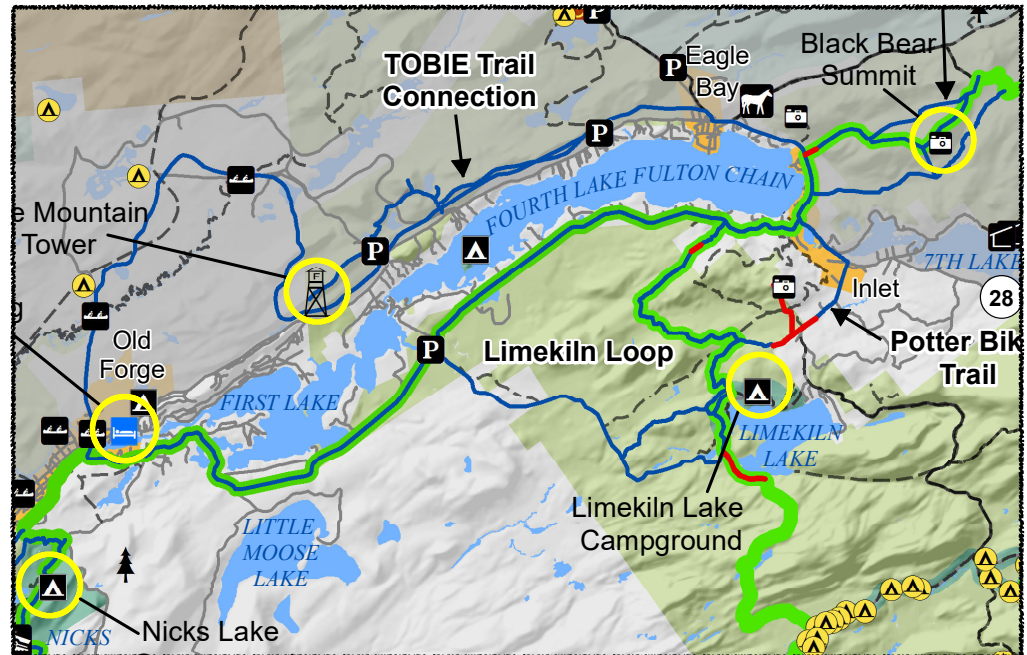 Black Bear
Summit
Eagle
Bay
P
P
TOBIE Trail
Connection
P
FOURTH LAKE FULTON CHAIN
e Mountain
Tower
F
P
7TH LAKE
28
Inlet
Potter Bik
Trail
g
Old
Forge
P
Limekiln Loop
FIRST LAKE
LIMEKILN
LAKE
Limekiln Lake
Campground
LITTLE
MOOSE
LAKE
Nicks Lake
NICKS